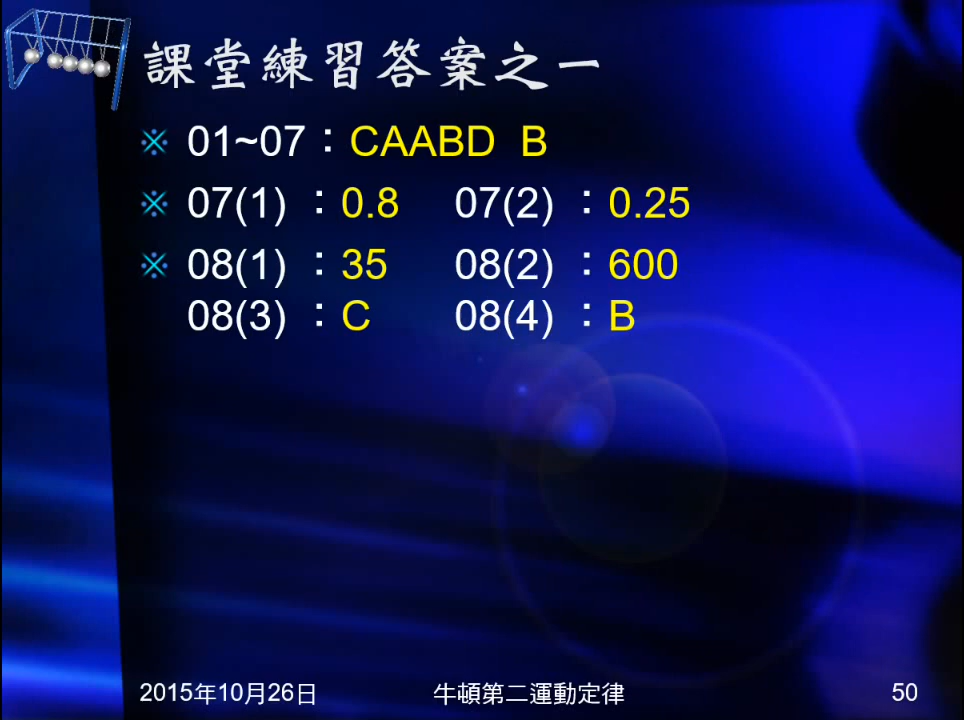 課堂練習答案之一
※ 01~07：CAABD B
※ 07(1) ：0.8 07(2) ：0.25
※ 08(1) ：35 08(2) ：600
08(3) ：C 08(4) ：B
2015年10月26日 牛頓第二運動定律 50